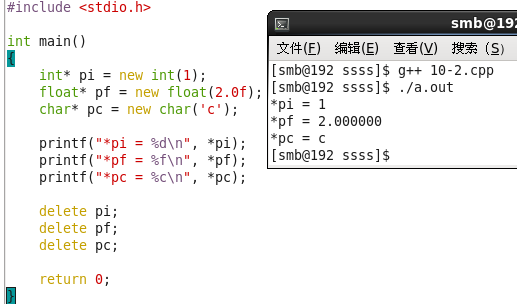 #include <stdio.h>
int main()
{
    int* pi = new int(1);
    float* pf = new float(2.0f);
    char* pc = new char('c');
    printf("*pi = %d\n", *pi);
    printf("*pf = %f\n", *pf);
    printf("*pc = %c\n", *pc);
    delete pi;
    delete pf;
    delete pc;
    return 0;
}
smb@192
文件(F) 编辑(E) 查看(V) 搜索 (S)
[smb@192 ssss]$ g++ 10-2.cpp
[smb@192 ssss]$ ./a.out
*pi = 1
*pf = 2.000000
*pc = c
[smb@192 ssss]$